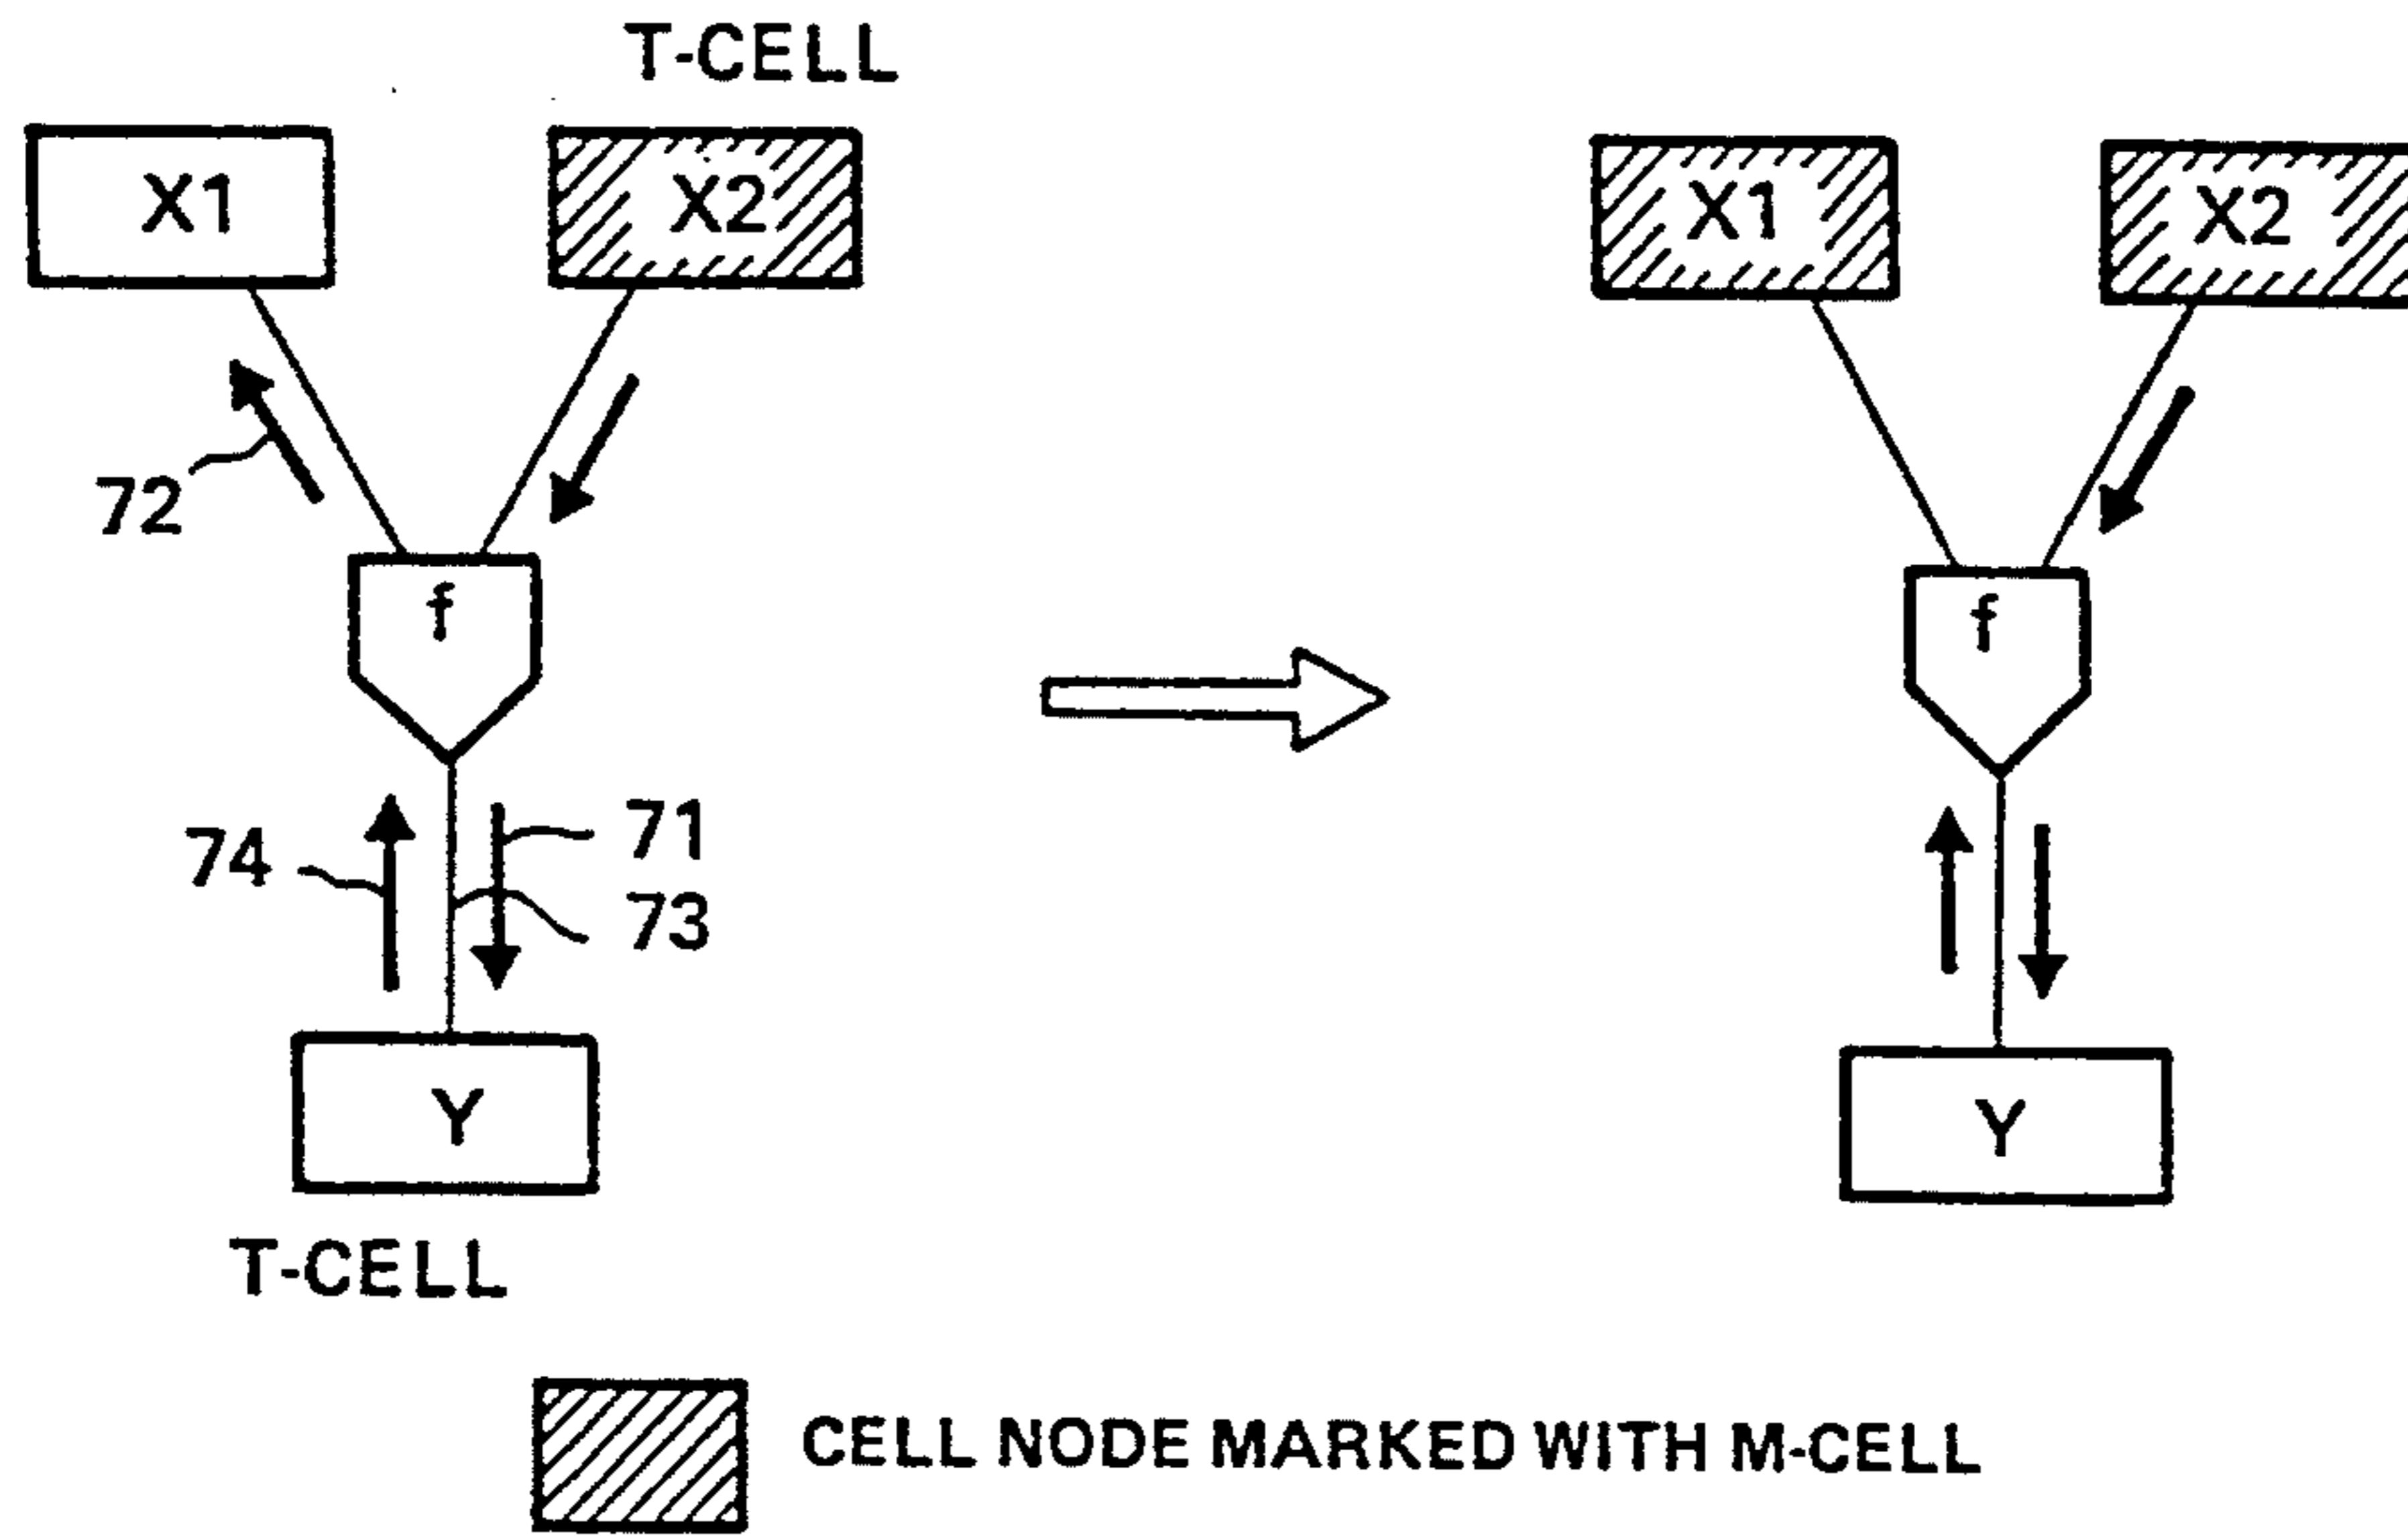 T-CELL
X1
X2
X1
X2
72
f
f
74
71
73
Y
Y
T-CELL
CELL NODE MARKED WITH M-CELL